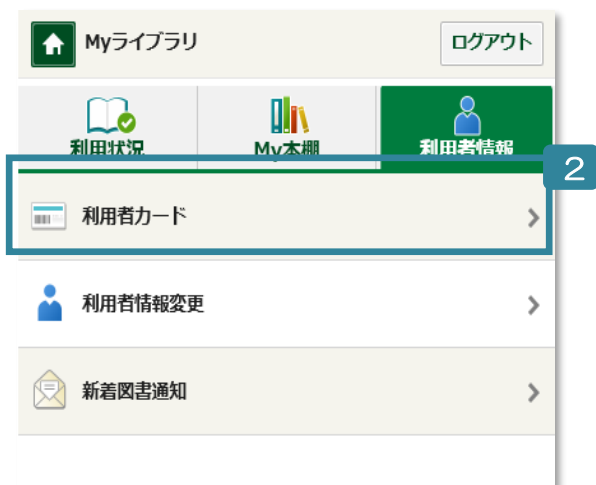 Myライブラリ ログアウト
利用状況 My本棚 利用者情報
2
利用者カード
利用者情報変更
新着図書通知